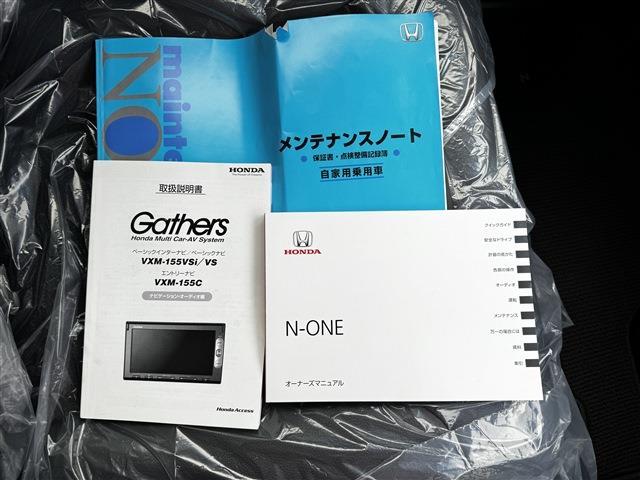 mainte
NO
メンテナンスノート
保証書・点検整備記録簿
自家用乗用車
HONDA
The Power of Dreams
取扱説明書
Gathers
Honda Multi Car-AV System
ベーシックインターナビ/ベーシックナビ
VXM-155VSi/VS
エントリーナビ
VXM-155C
ナビゲーション・オーディオ編
Honda Access
HONDA
N-ONE
オーナーズマニュアル
クイックガイド
安全なドライブ
計器の見かた
各部の操作
オーディオ
運転
メンテナンス
万一の場合には
資料
索引